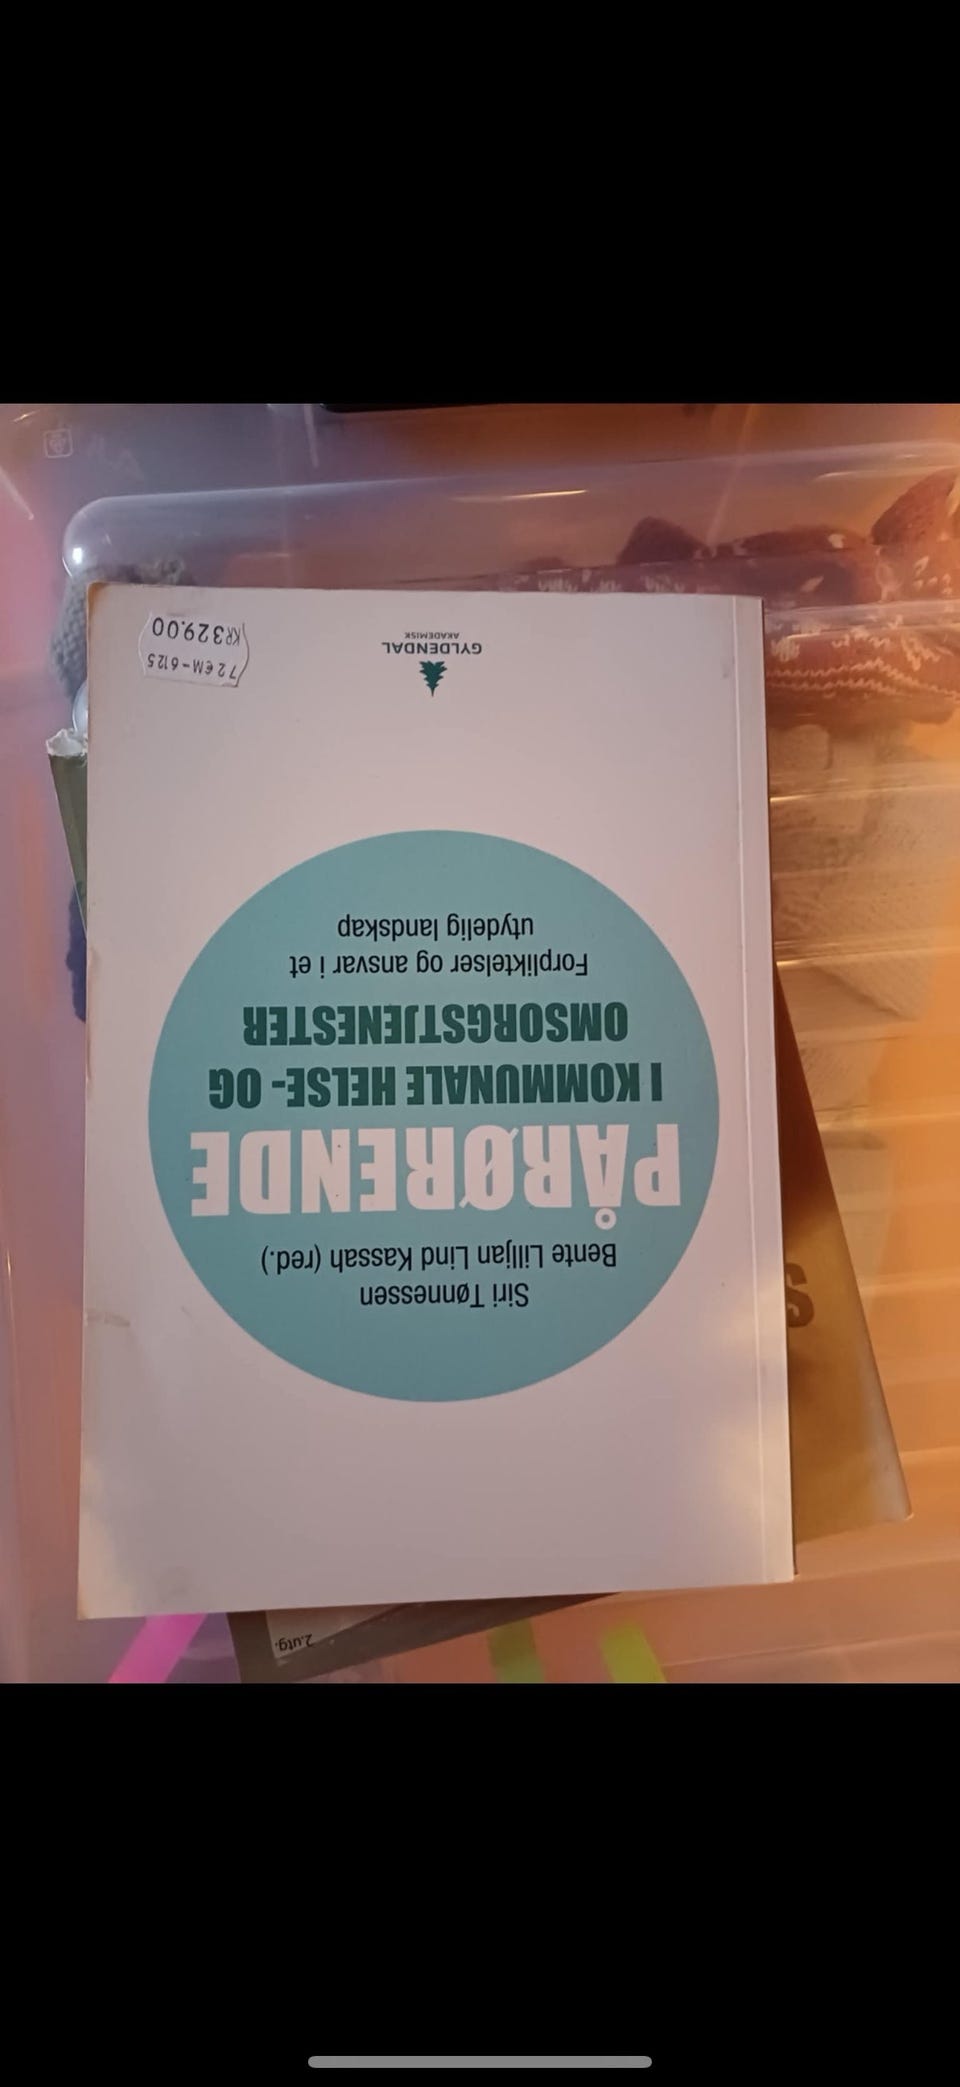 Siri Tønnessen
Bente Lilljan Lind Kassah (red.)
PÅRØRENDE
I KOMMUNALE HELSE- OG
OMSORGSTJENESTER
Forpliktelser og ansvar i et
utydelig landskap
GYLDENDAL
AKADEMISK
72EM-6125
KR329.00
2.utg.
S